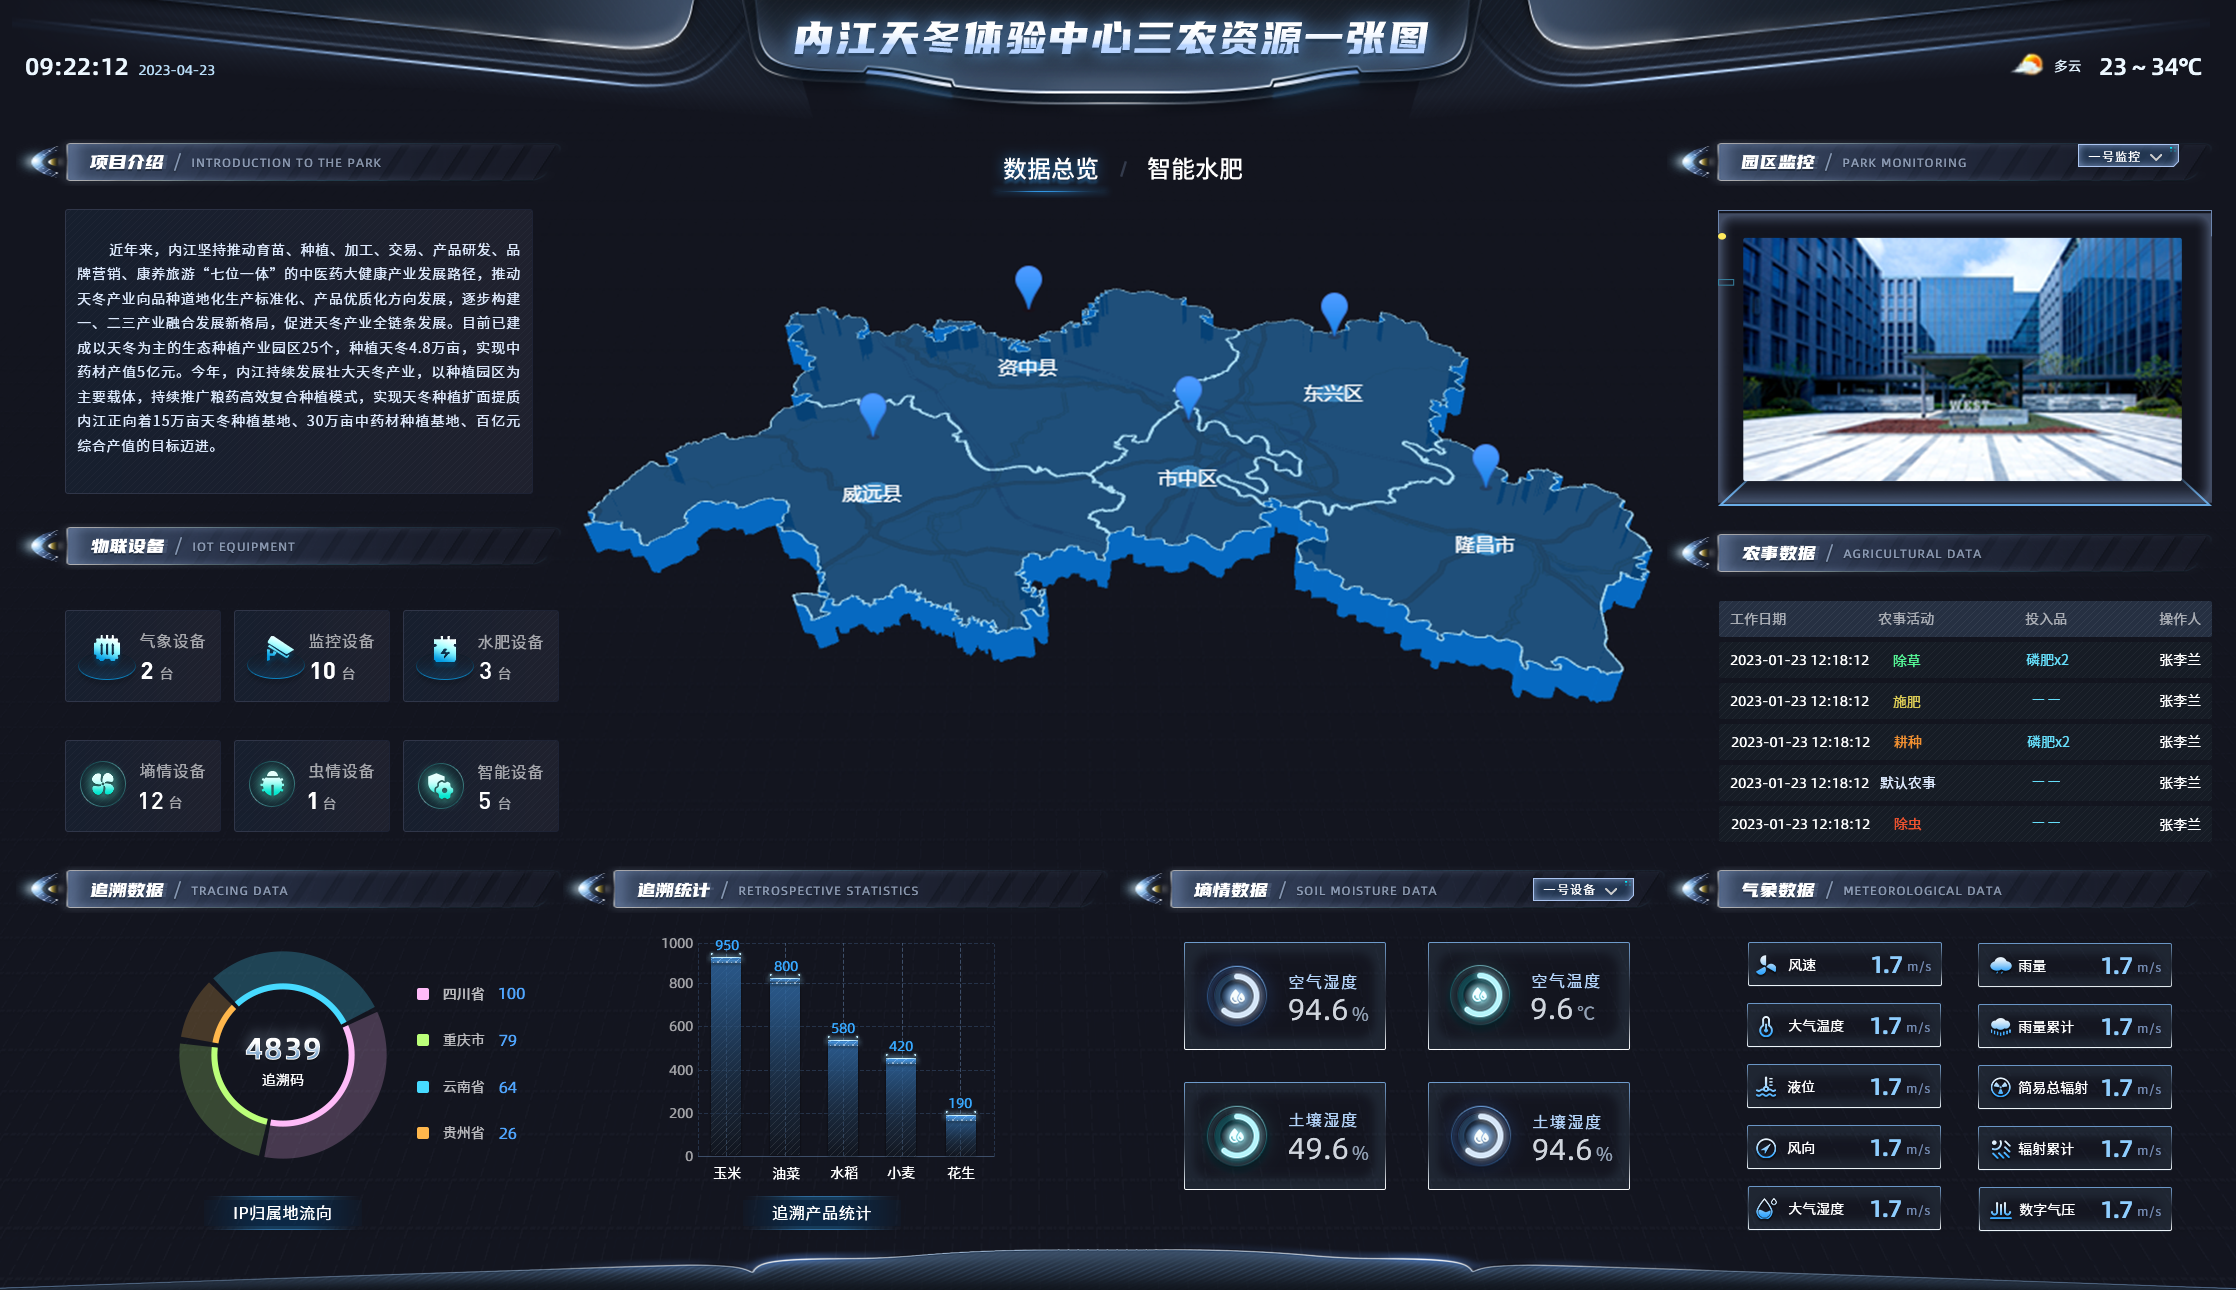 内江天冬体验中心三农资源一张图
09:22:12 2023-04-23
多云 23～34℃
项目介绍 / INTRODUCTION TO THE PARK
近年来，内江坚持推动育苗、种植、加工、交易、产品研发、品
牌营销、康养旅游“七位一体”的中医药大健康产业发展路径，推动
天冬产业向品种道地化生产标准化、产品优质化方向发展，逐步构建
一、二三产业融合发展新格局，促进天冬产业全链条发展。目前已建
成以天冬为主的生态种植产业园区25个，种植天冬4.8万亩，实现中
药材产值5亿元。今年，内江持续发展壮大天冬产业，以种植园区为
主要载体，持续推广粮药高效复合种植模式，实现天冬种植扩面提质
内江正向着15万亩天冬种植基地、30万亩中药材种植基地、百亿元
综合产值的目标迈进。
物联设备 / IOT EQUIPMENT
气象设备
2 台
监控设备
10 台
水肥设备
3 台
墒情设备
12 台
虫情设备
1 台
智能设备
5 台
数据总览 / 智能水肥
资中县
东兴区
市中区
威远县
隆昌市
园区监控 / PARK MONITORING
一号监控
WEST
农事数据 / AGRICULTURAL DATA
工作日期 农事活动 投入品 操作人
2023-01-23 12:18:12 除草 磷肥x2 张李兰
2023-01-23 12:18:12 施肥 — — 张李兰
2023-01-23 12:18:12 耕种 磷肥x2 张李兰
2023-01-23 12:18:12 默认农事 — — 张李兰
2023-01-23 12:18:12 除虫 — — 张李兰
追溯数据 / TRACING DATA
4839
追溯码
四川省 100
重庆市 79
云南省 64
贵州省 26
IP归属地流向
追溯统计 / RETROSPECTIVE STATISTICS
1000
800
600
400
200
0
950
800
580
420
190
玉米 油菜 水稻 小麦 花生
追溯产品统计
墒情数据 / SOIL MOISTURE DATA
一号设备
空气湿度
94.6 %
空气温度
9.6 ℃
土壤湿度
49.6 %
土壤湿度
94.6 %
气象数据 / METEOROLOGICAL DATA
风速 1.7 m/s
雨量 1.7 m/s
大气温度 1.7 m/s
雨量累计 1.7 m/s
液位 1.7 m/s
简易总辐射 1.7 m/s
风向 1.7 m/s
辐射累计 1.7 m/s
大气湿度 1.7 m/s
数字气压 1.7 m/s